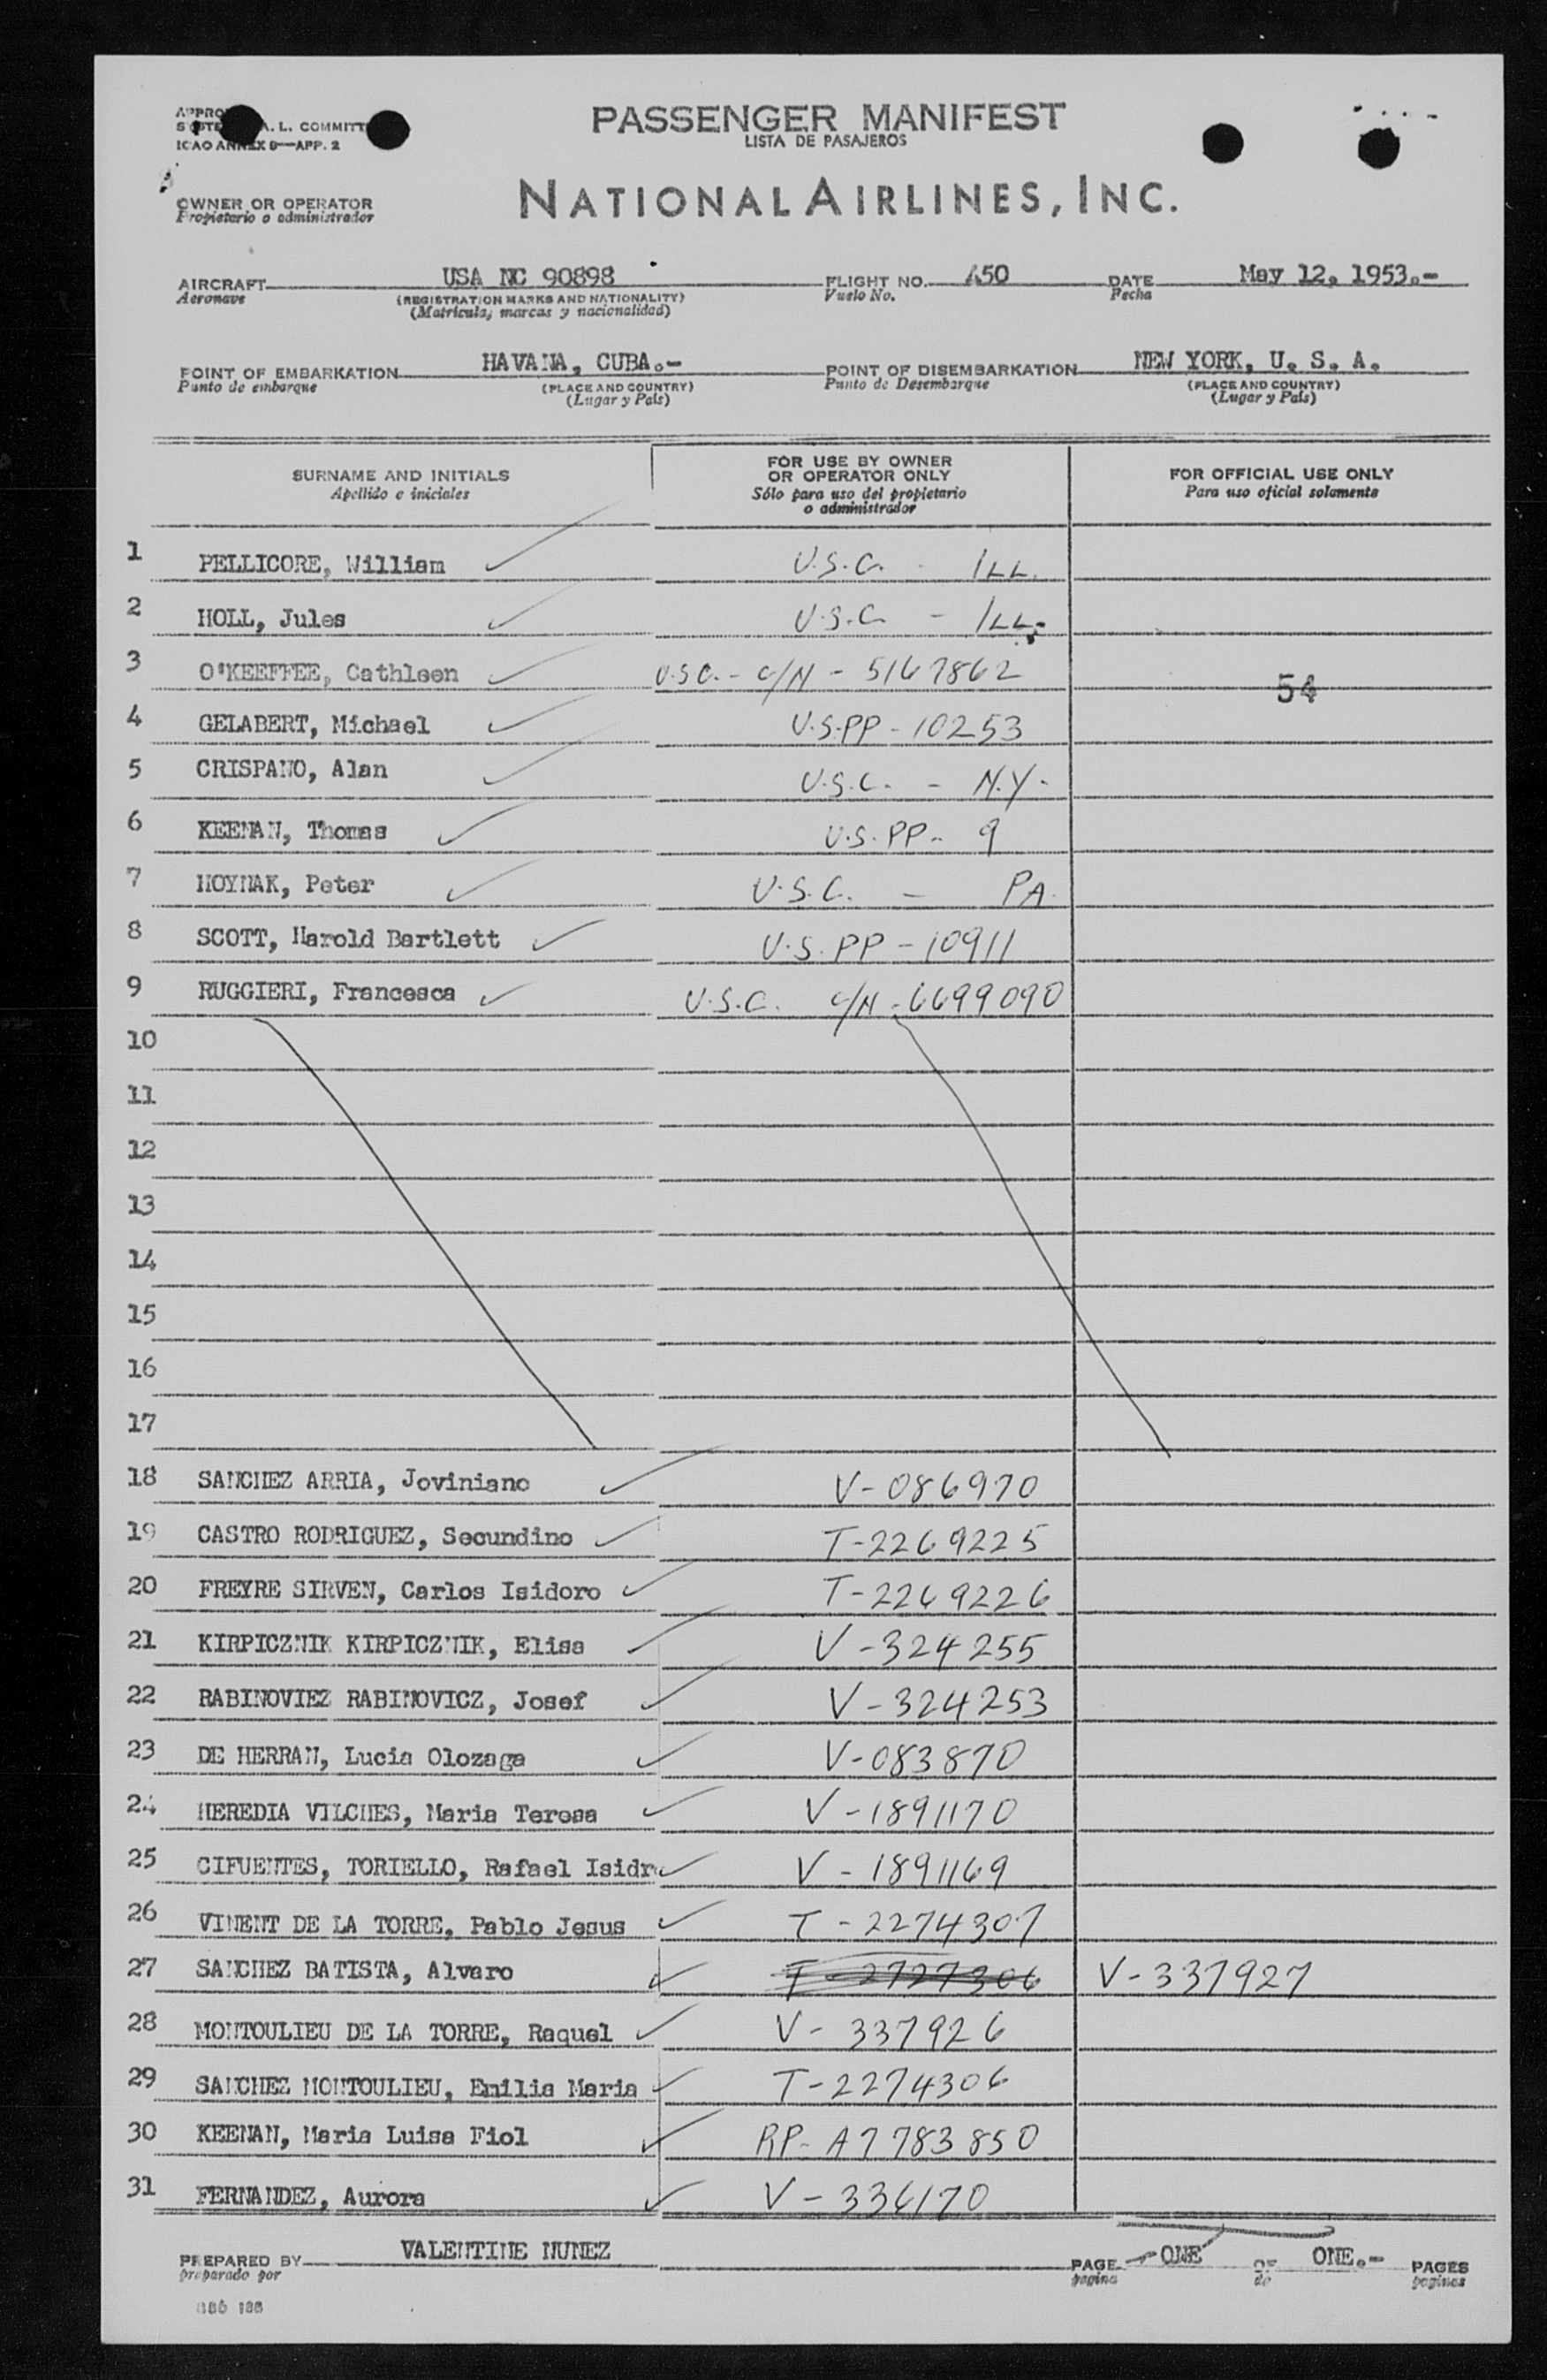 PASSENGER MANIFEST
LISTA DE PASAJEROS
A. L. COMMITT
ICAO ANNEX 9—APP. 2
OWNER OR OPERATOR
Propietario o administrador
NATIONAL AIRLINES, INC.
AIRCRAFT USA NC 90898 FLIGHT NO. 450 DATE May 12, 1953.-
Aeronave (REGISTRATION MARKS AND NATIONALITY) Vuelo No. Fecha
(Matricula, marcas y nacionalidad)
POINT OF EMBARKATION HAVANA, CUBA.- POINT OF DISEMBARKATION NEW YORK, U. S. A.
Punto de embarque (PLACE AND COUNTRY) Punto de Desembarque (PLACE AND COUNTRY)
(Lugar y País) (Lugar y País)
SURNAME AND INITIALS
Apellido e iniciales
FOR USE BY OWNER
OR OPERATOR ONLY
Sólo para uso del propietario
o administrador
FOR OFFICIAL USE ONLY
Para uso oficial solamente
1 PELLICORE, William U.S.C. - ILL.
2 HOLL, Jules U.S.C. - ILL.
3 O'KEEFFEE, Cathleen U.S.C. - C/N - 5167862
54
4 GELABERT, Michael U.S.PP - 10253
5 CRISPANO, Alan U.S.C. - N.Y.
6 KEENAN, Thomas U.S.PP - 9
7 HOYNAK, Peter U.S.C. - PA.
8 SCOTT, Harold Bartlett U.S.PP - 10911
9 RUGGIERI, Francesca U.S.C. C/N - 6699090
10
11
12
13
14
15
16
17
18 SANCHEZ ARRIA, Joviniano V-086970
19 CASTRO RODRIGUEZ, Secundino T-2269225
20 FREYRE SIRVEN, Carlos Isidoro T-2269226
21 KIRPICZNIK KIRPICZNIK, Elisa V-324255
22 RABINOVIEZ RABINOVICZ, Josef V-324253
23 DE HERRAN, Lucia Olozaga V-083870
24 HEREDIA VILCHES, Maria Teresa V-1891170
25 CIFUENTES, TORIELLO, Rafael Isidr V-1891169
26 VINENT DE LA TORRE, Pablo Jesus T-2274307
27 SANCHEZ BATISTA, Alvaro T-2727306 V-337927
28 MONTOULIEU DE LA TORRE, Raquel V-337926
29 SANCHEZ MONTOULIEU, Emilia Maria T-2274306
30 KEENAN, Maria Luisa Fiol RP-A7783850
31 FERNANDEZ, Aurora V-336170
PREPARED BY VALENTINE NUNEZ PAGE ONE OF ONE.- PAGES
preparado por pagina de paginas